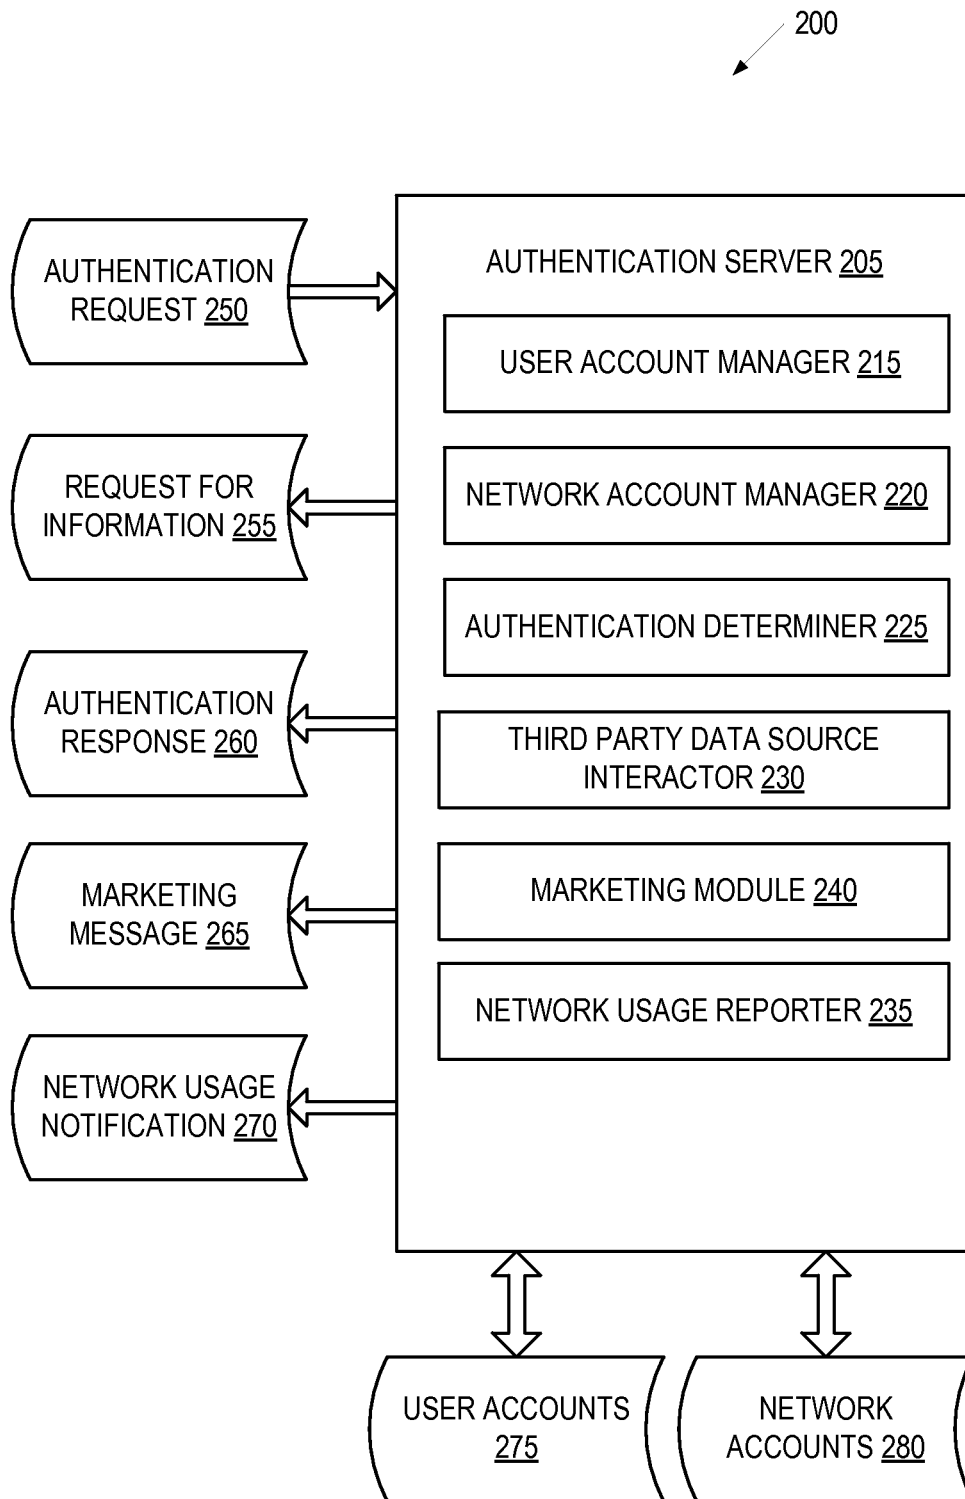 200
AUTHENTICATION
REQUEST 250
REQUEST FOR
INFORMATION 255
AUTHENTICATION
RESPONSE 260
MARKETING
MESSAGE 265
NETWORK USAGE
NOTIFICATION 270
AUTHENTICATION SERVER 205
USER ACCOUNT MANAGER 215
NETWORK ACCOUNT MANAGER 220
AUTHENTICATION DETERMINER 225
THIRD PARTY DATA SOURCE
INTERACTOR 230
MARKETING MODULE 240
NETWORK USAGE REPORTER 235
USER ACCOUNTS
275
NETWORK
ACCOUNTS 280